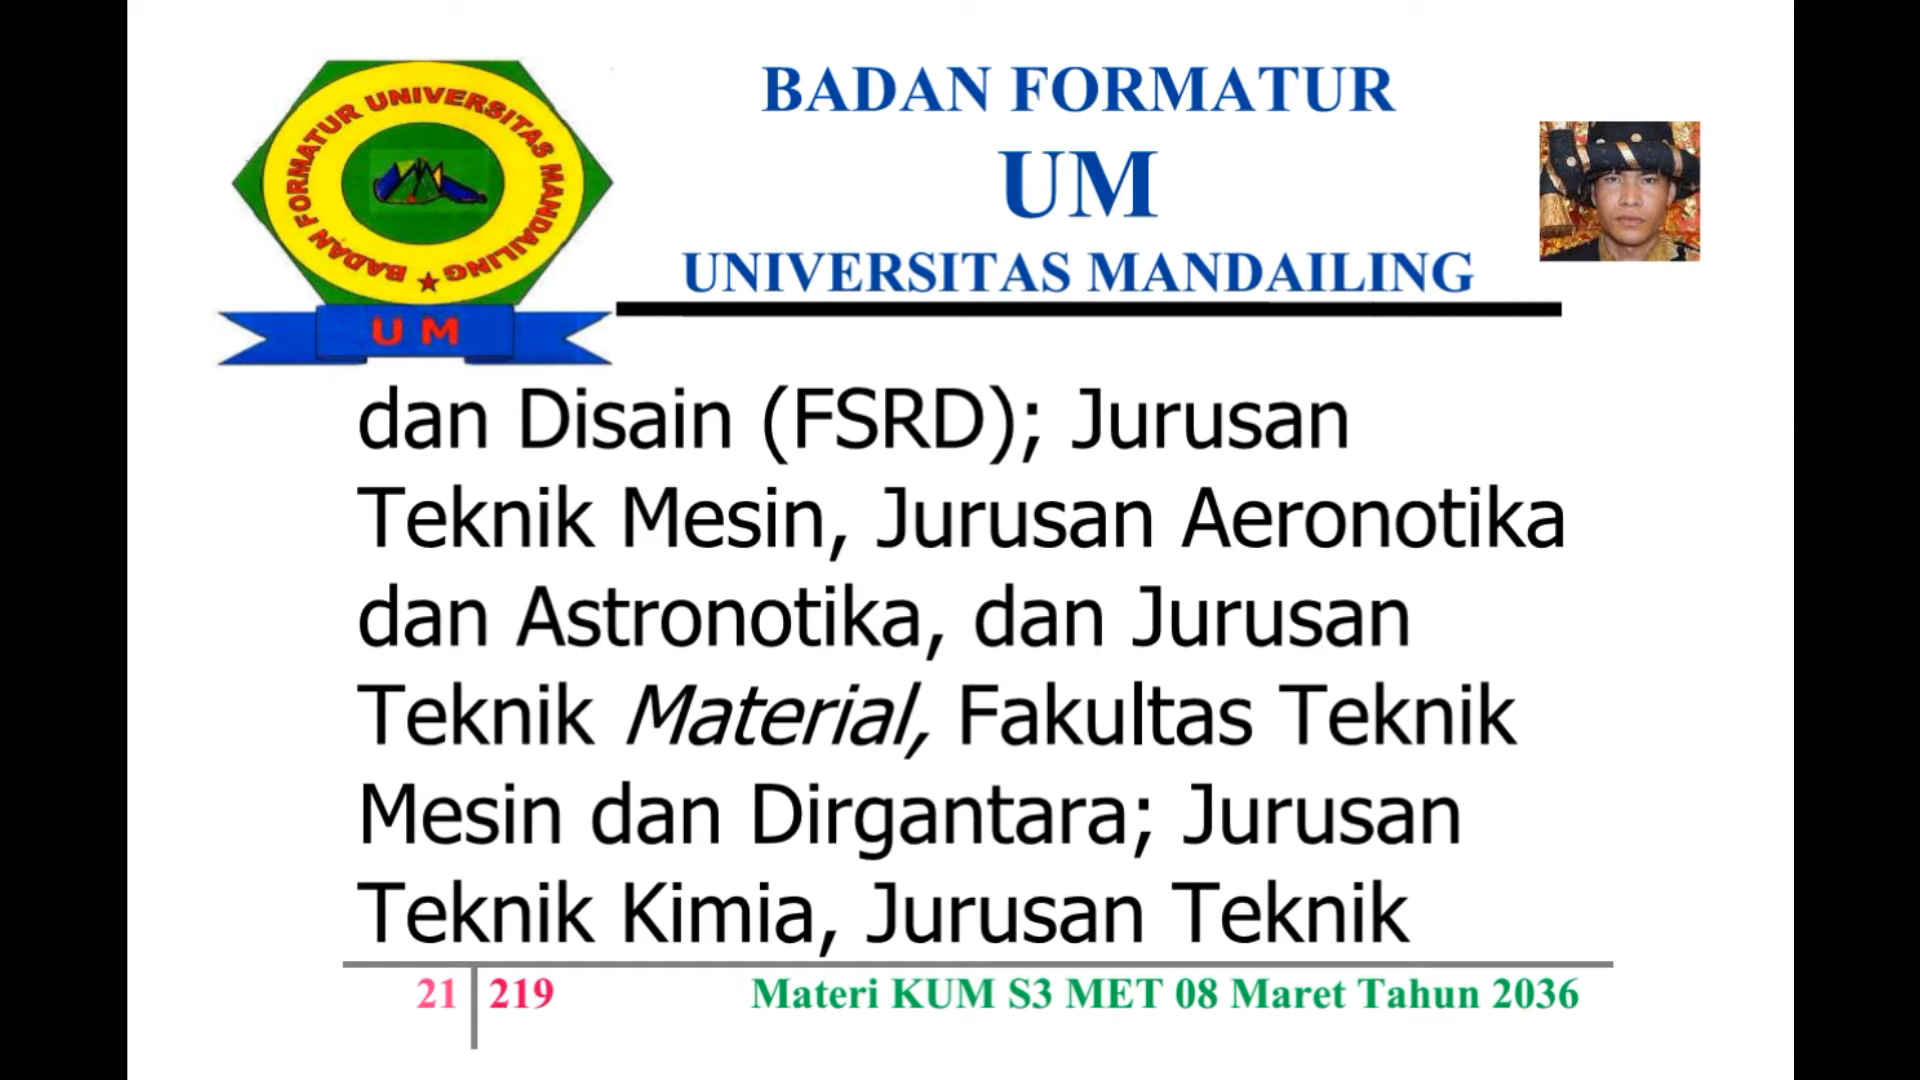 BADAN FORMATUR UNIVERSITAS MANDAILING
U M
BADAN FORMATUR
UM
UNIVERSITAS MANDAILING
dan Disain (FSRD); Jurusan
Teknik Mesin, Jurusan Aeronotika
dan Astronotika, dan Jurusan
Teknik Material, Fakultas Teknik
Mesin dan Dirgantara; Jurusan
Teknik Kimia, Jurusan Teknik
21 219 Materi KUM S3 MET 08 Maret Tahun 2036